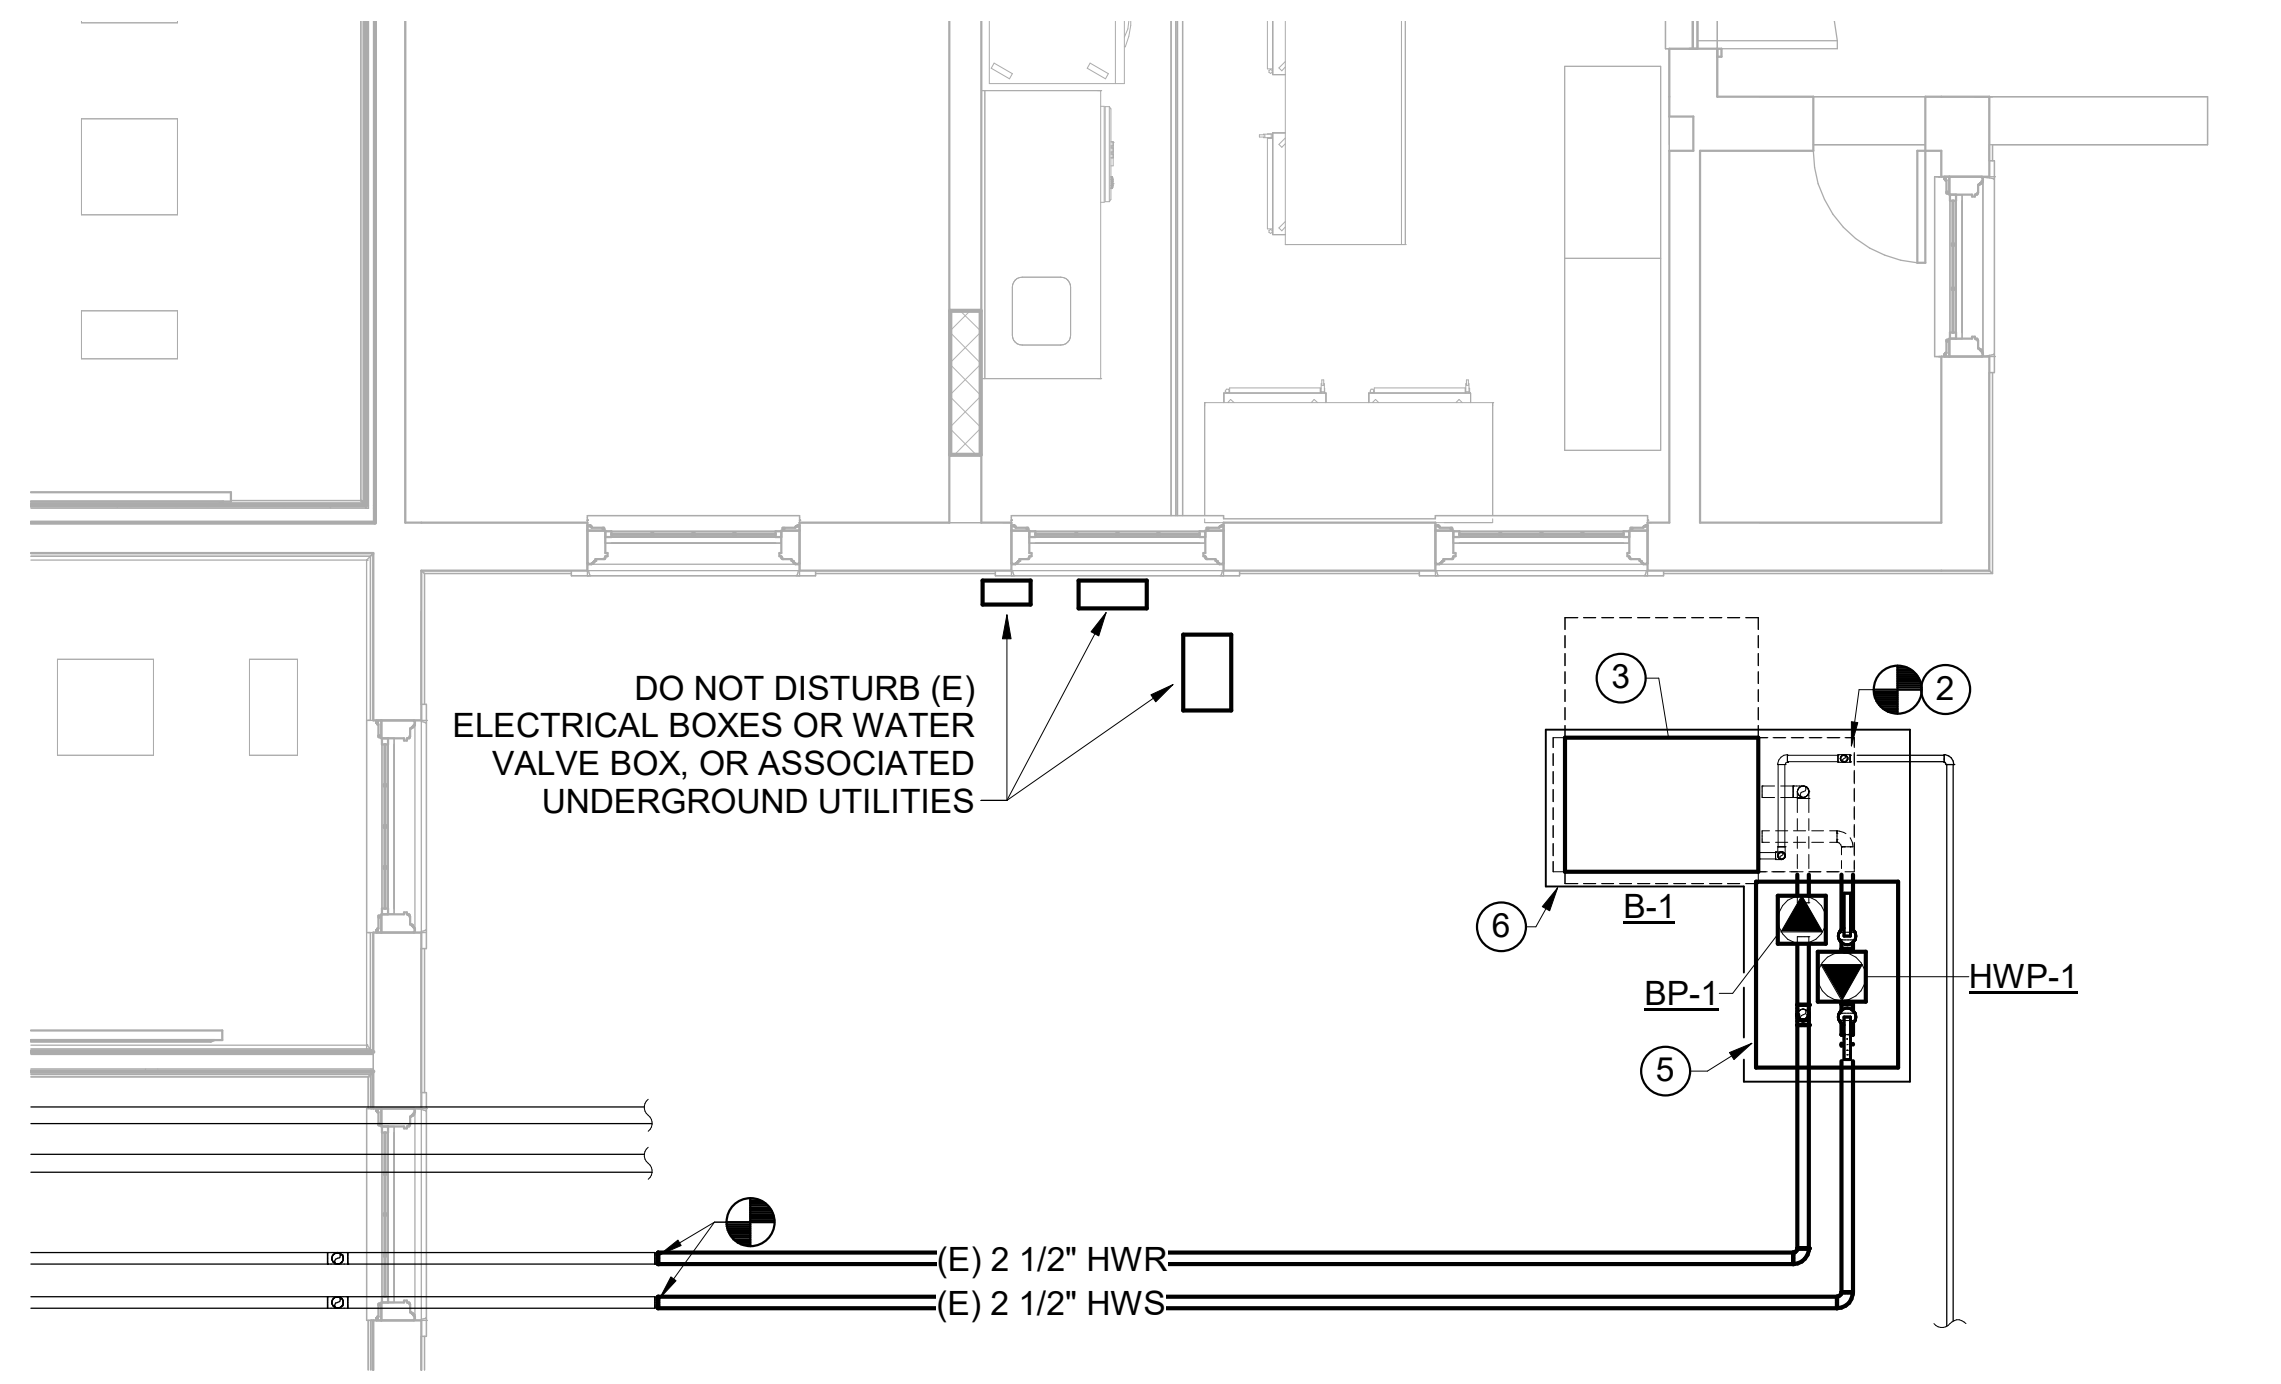 DO NOT DISTURB (E)
ELECTRICAL BOXES OR WATER
VALVE BOX, OR ASSOCIATED
UNDERGROUND UTILITIES
3
2
B-1
6
HWP-1
BP-1
5
(E) 2 1/2" HWR
(E) 2 1/2" HWS